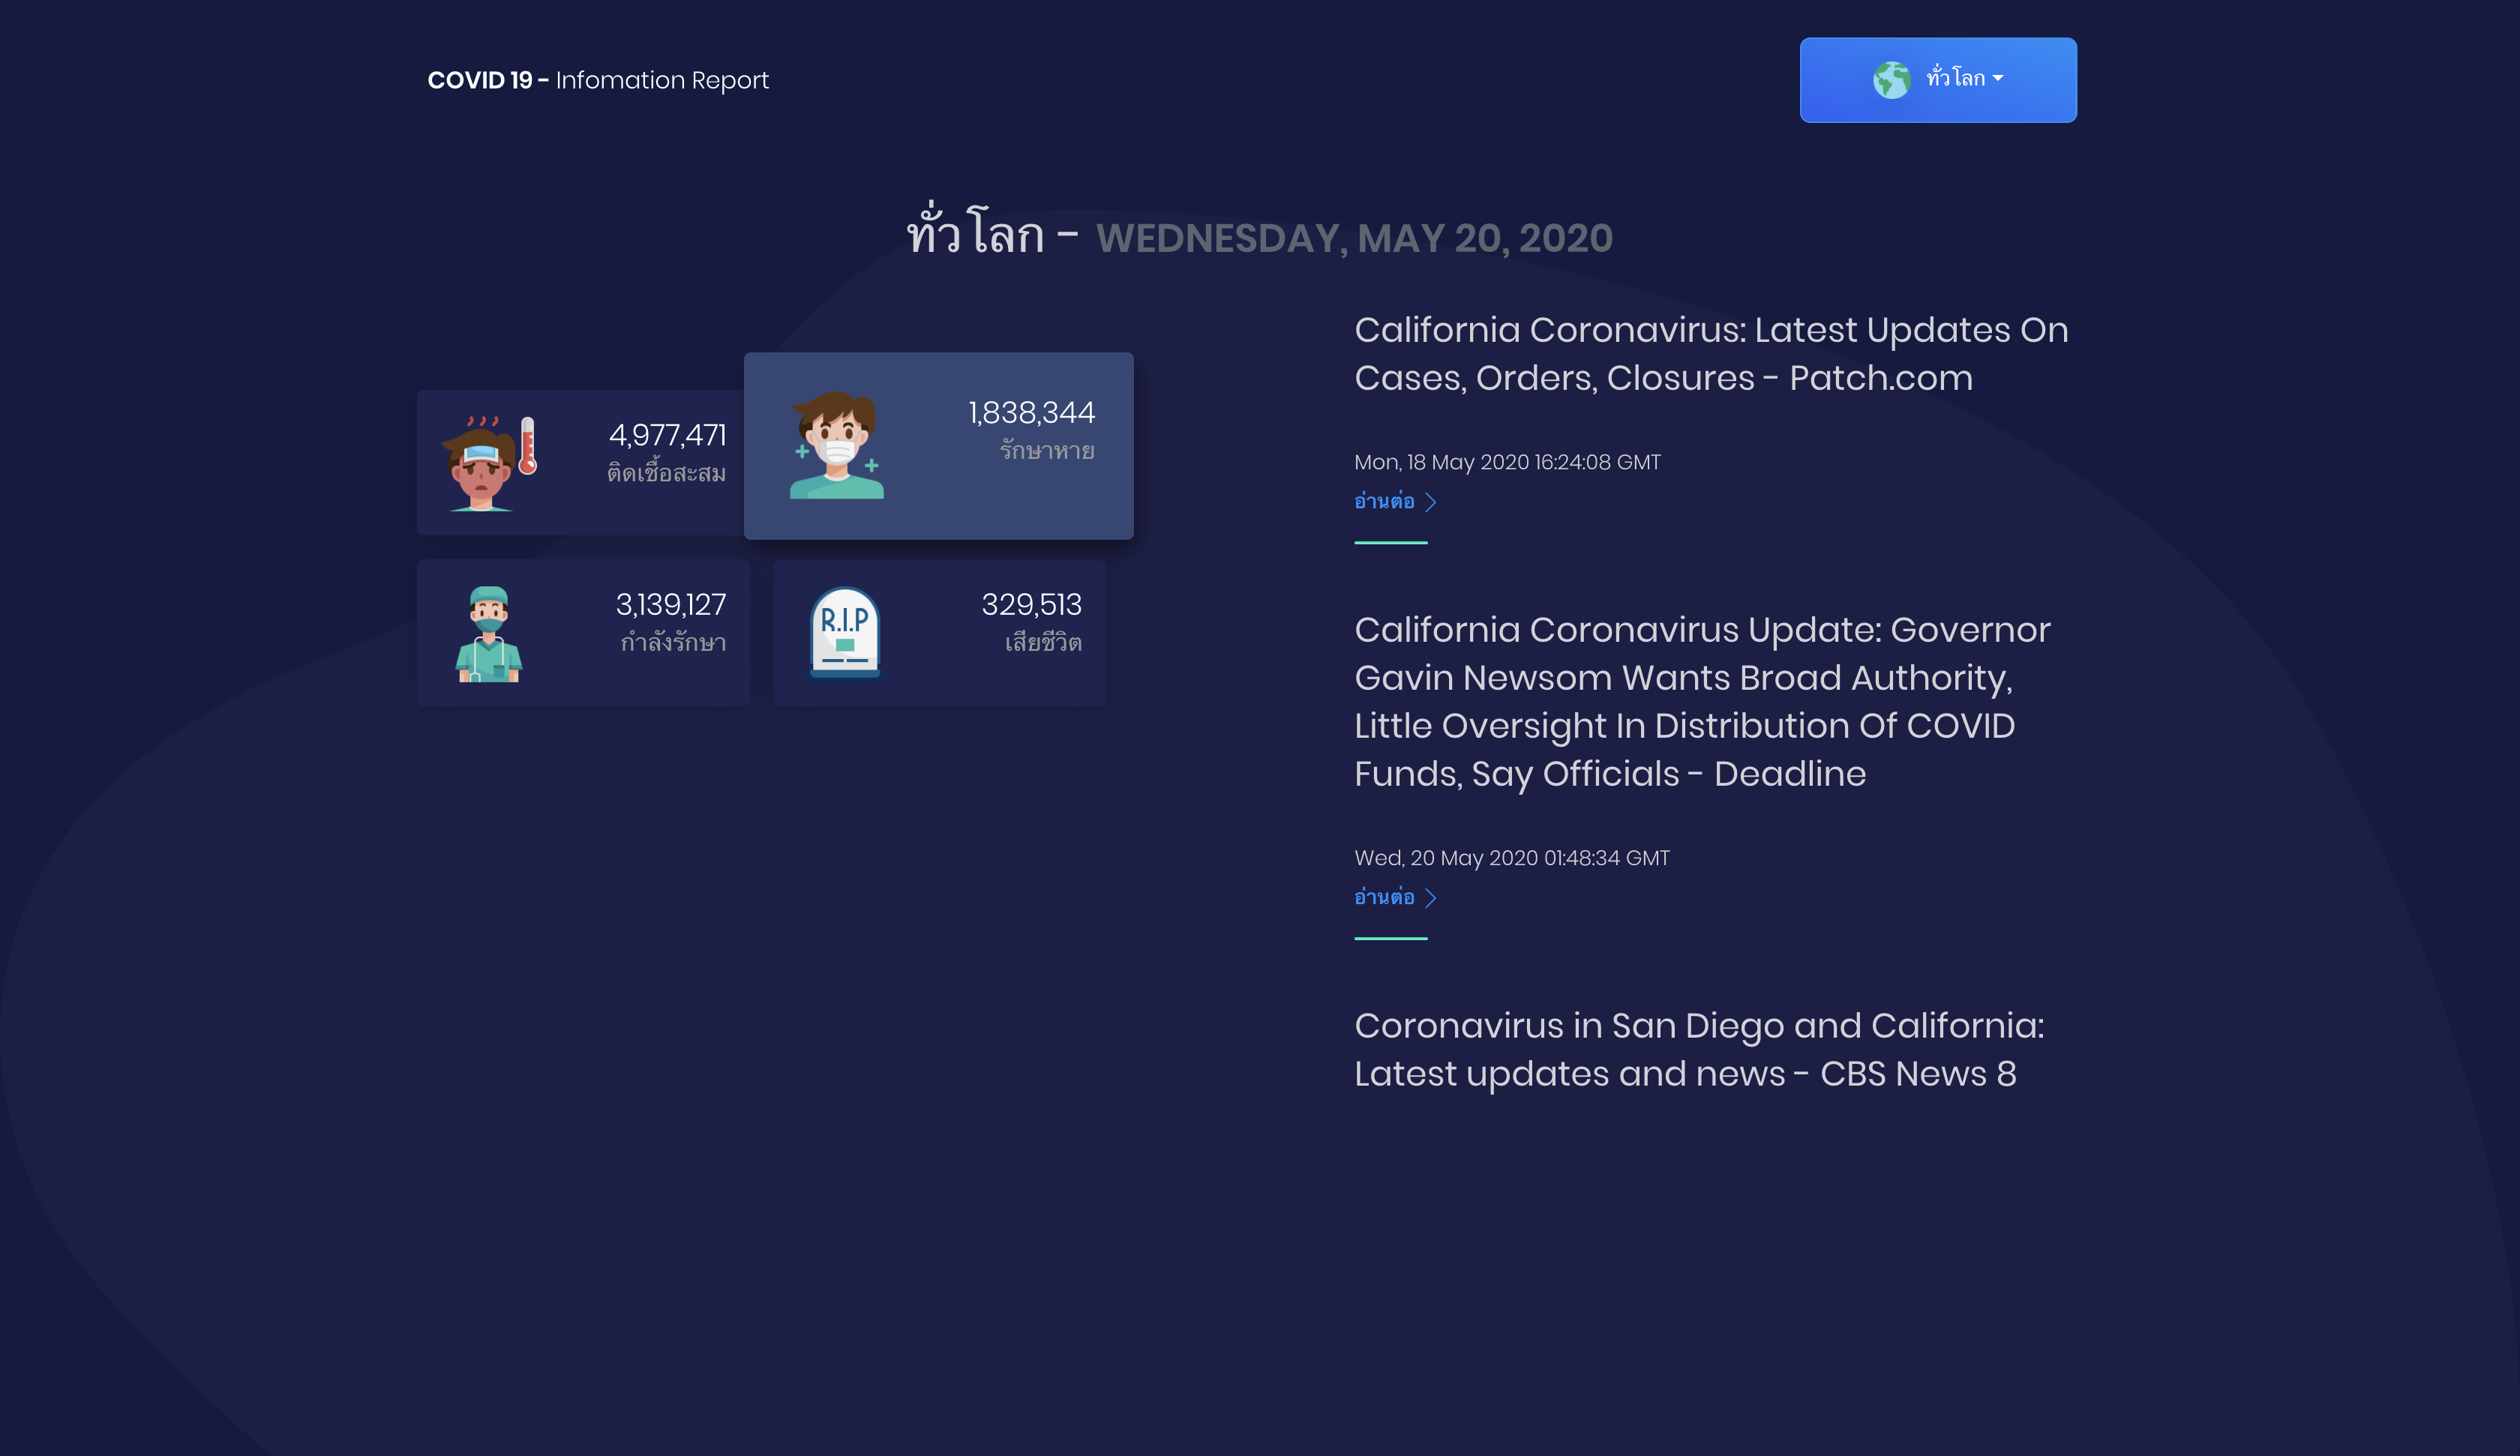 COVID 19 - Infomation Report
ทั่วโลก
ทั่วโลก - WEDNESDAY, MAY 20, 2020
4,977,471
ติดเชื้อสะสม
1,838,344
รักษาหาย
3,139,127
กำลังรักษา
R.I.P
329,513
เสียชีวิต
California Coronavirus: Latest Updates On
Cases, Orders, Closures - Patch.com
Mon, 18 May 2020 16:24:08 GMT
อ่านต่อ
California Coronavirus Update: Governor
Gavin Newsom Wants Broad Authority,
Little Oversight In Distribution Of COVID
Funds, Say Officials - Deadline
Wed, 20 May 2020 01:48:34 GMT
อ่านต่อ
Coronavirus in San Diego and California:
Latest updates and news - CBS News 8